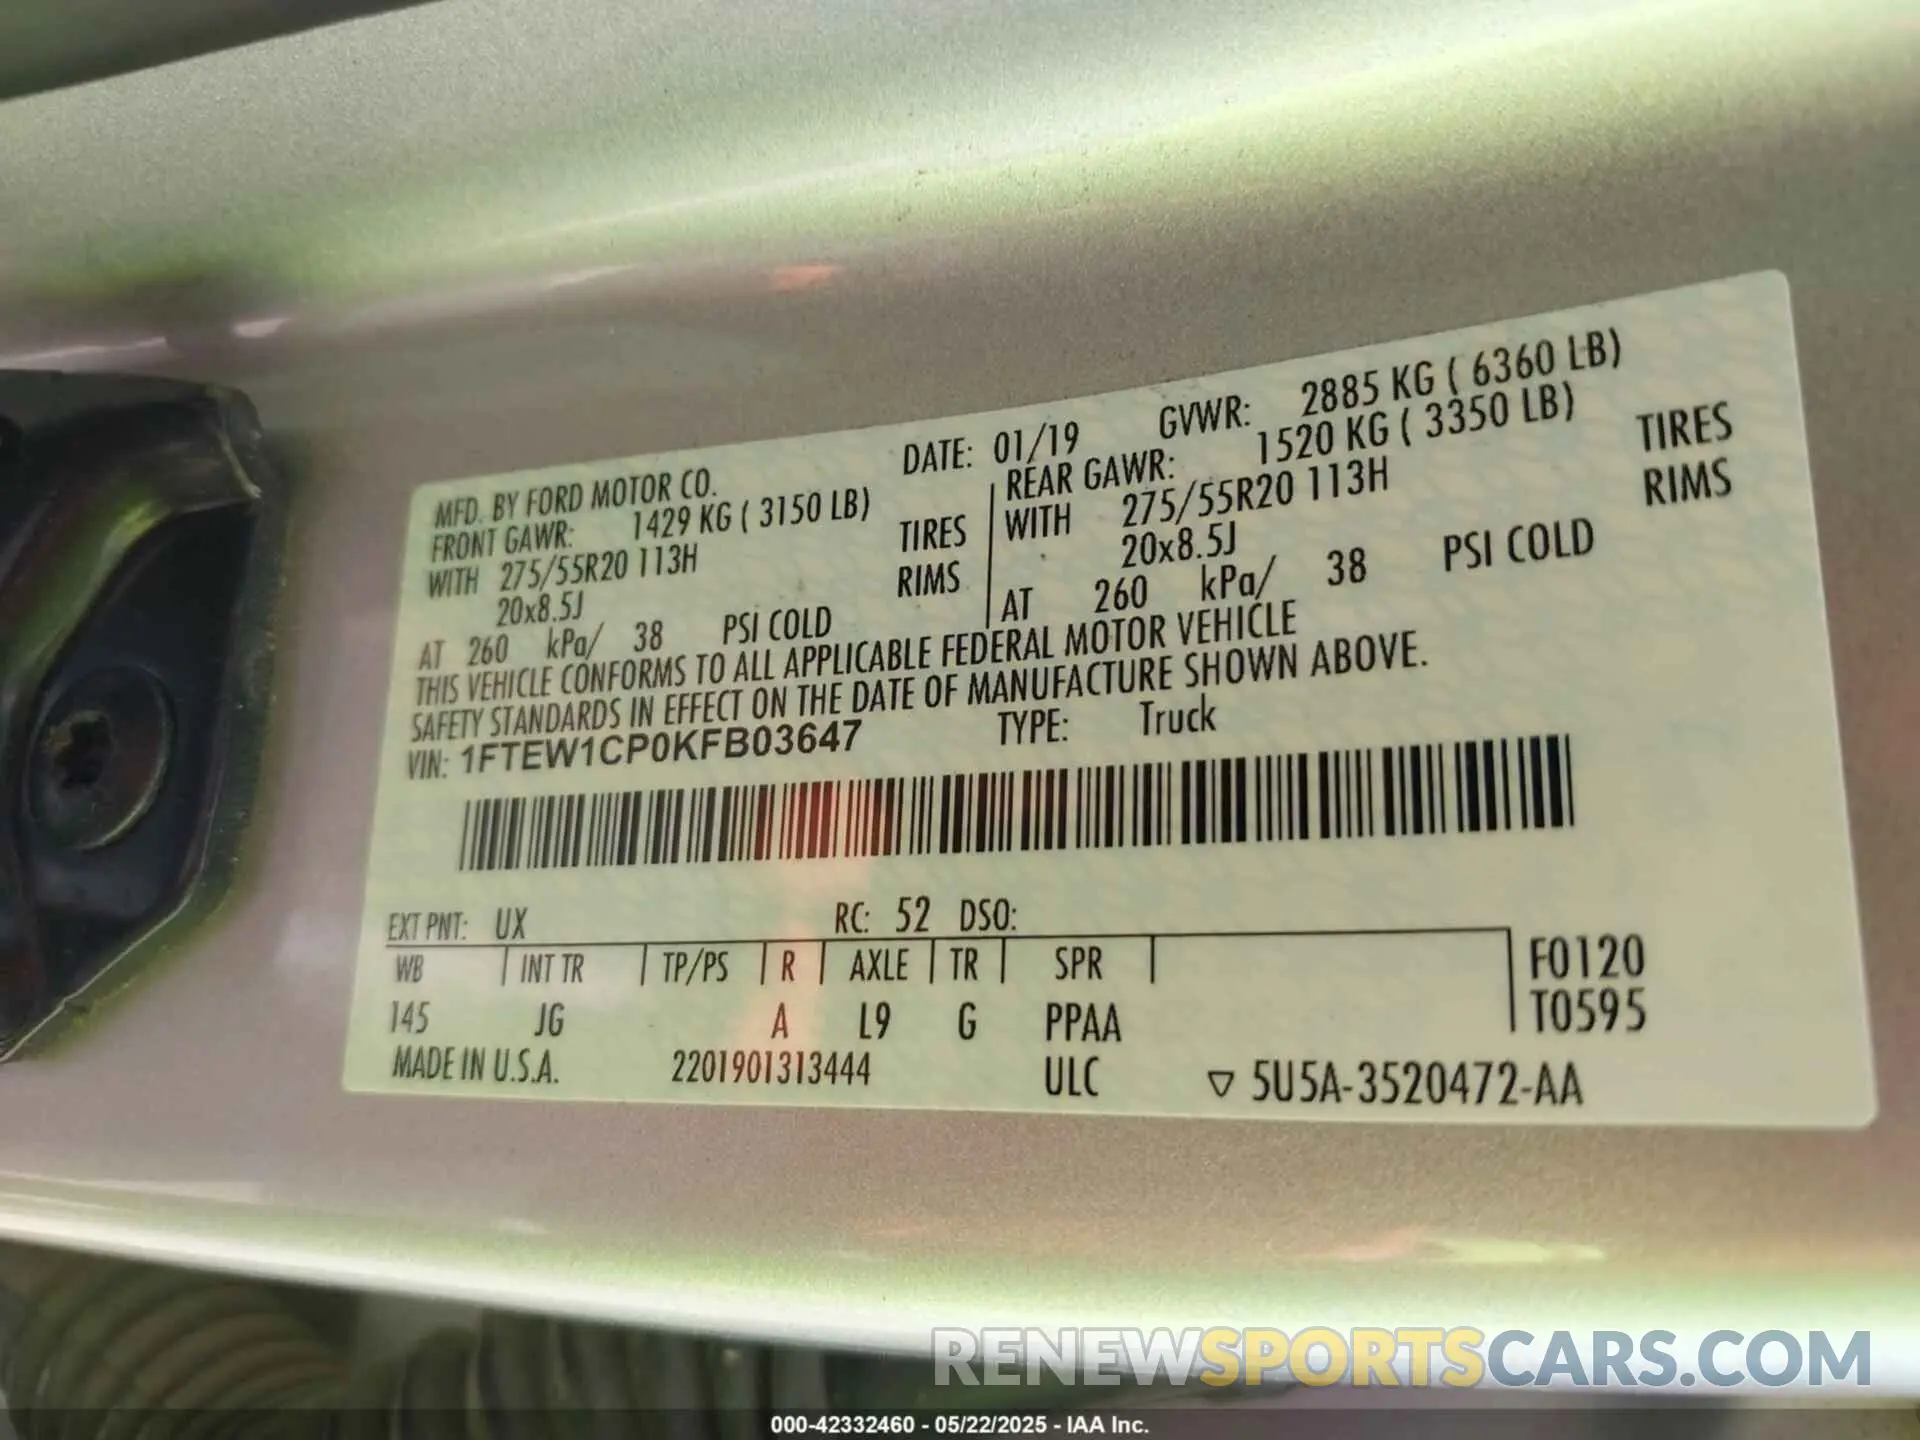 MFD. BY FORD MOTOR CO. DATE: 01/19 GVWR: 2885 KG ( 6360 LB)
FRONT GAWR: 1429 KG ( 3150 LB) REAR GAWR: 1520 KG ( 3350 LB)
WITH 275/55R20 113H TIRES WITH 275/55R20 113H TIRES
20x8.5J RIMS 20x8.5J RIMS
AT 260 kPa/ 38 PSI COLD AT 260 kPa/ 38 PSI COLD
THIS VEHICLE CONFORMS TO ALL APPLICABLE FEDERAL MOTOR VEHICLE
SAFETY STANDARDS IN EFFECT ON THE DATE OF MANUFACTURE SHOWN ABOVE.
VIN: 1FTEW1CP0KFB03647 TYPE: Truck
EXT PNT: UX RC: 52 DSO:
WB INT TR TP/PS R AXLE TR SPR F0120
145 JG A L9 G PPAA T0595
MADE IN U.S.A. 2201901313444 ULC ▽ 5U5A-3520472-AA
RENEWSPORTSCARS.COM
000-42332460 - 05/22/2025 - IAA Inc.